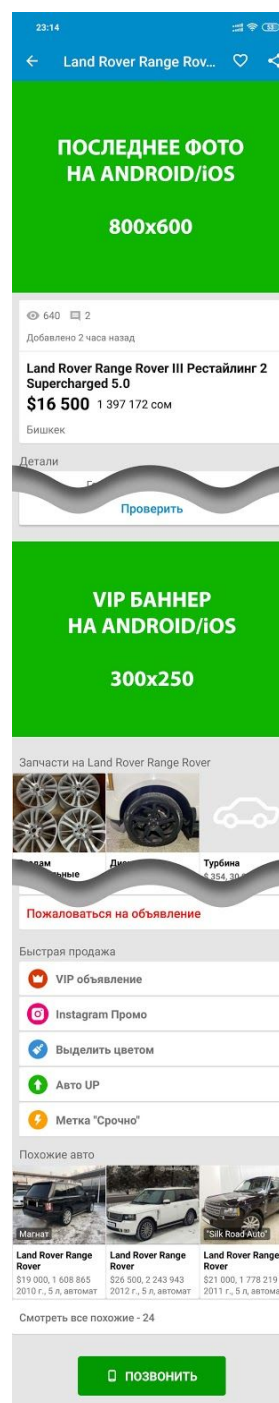 23:14
58
Land Rover Range Rov...
ПОСЛЕДНЕЕ ФОТО
НА ANDROID/iOS
800x600
640 2
Добавлено 2 часа назад
Land Rover Range Rover III Рестайлинг 2
Supercharged 5.0
$16 500 1 397 172 сом
Бишкек
Детали
Проверить
VIP БАННЕР
НА ANDROID/iOS
300x250
Запчасти на Land Rover Range Rover
Турбина
Пожаловаться на объявление
Быстрая продажа
VIP объявление
Instagram Промо
Выделить цветом
Авто UP
Метка "Срочно"
Похожие авто
Магнат
"Silk Road Auto"
Land Rover Range Rover
$19 000, 1 608 865
2010 г., 5 л, автомат
Land Rover Range Rover
$26 500, 2 243 943
2012 г., 5 л, автомат
Land Rover Range Rover
$21 000, 1 778 219
2011 г., 5 л, автома
Смотреть все похожие - 24
ПОЗВОНИТЬ